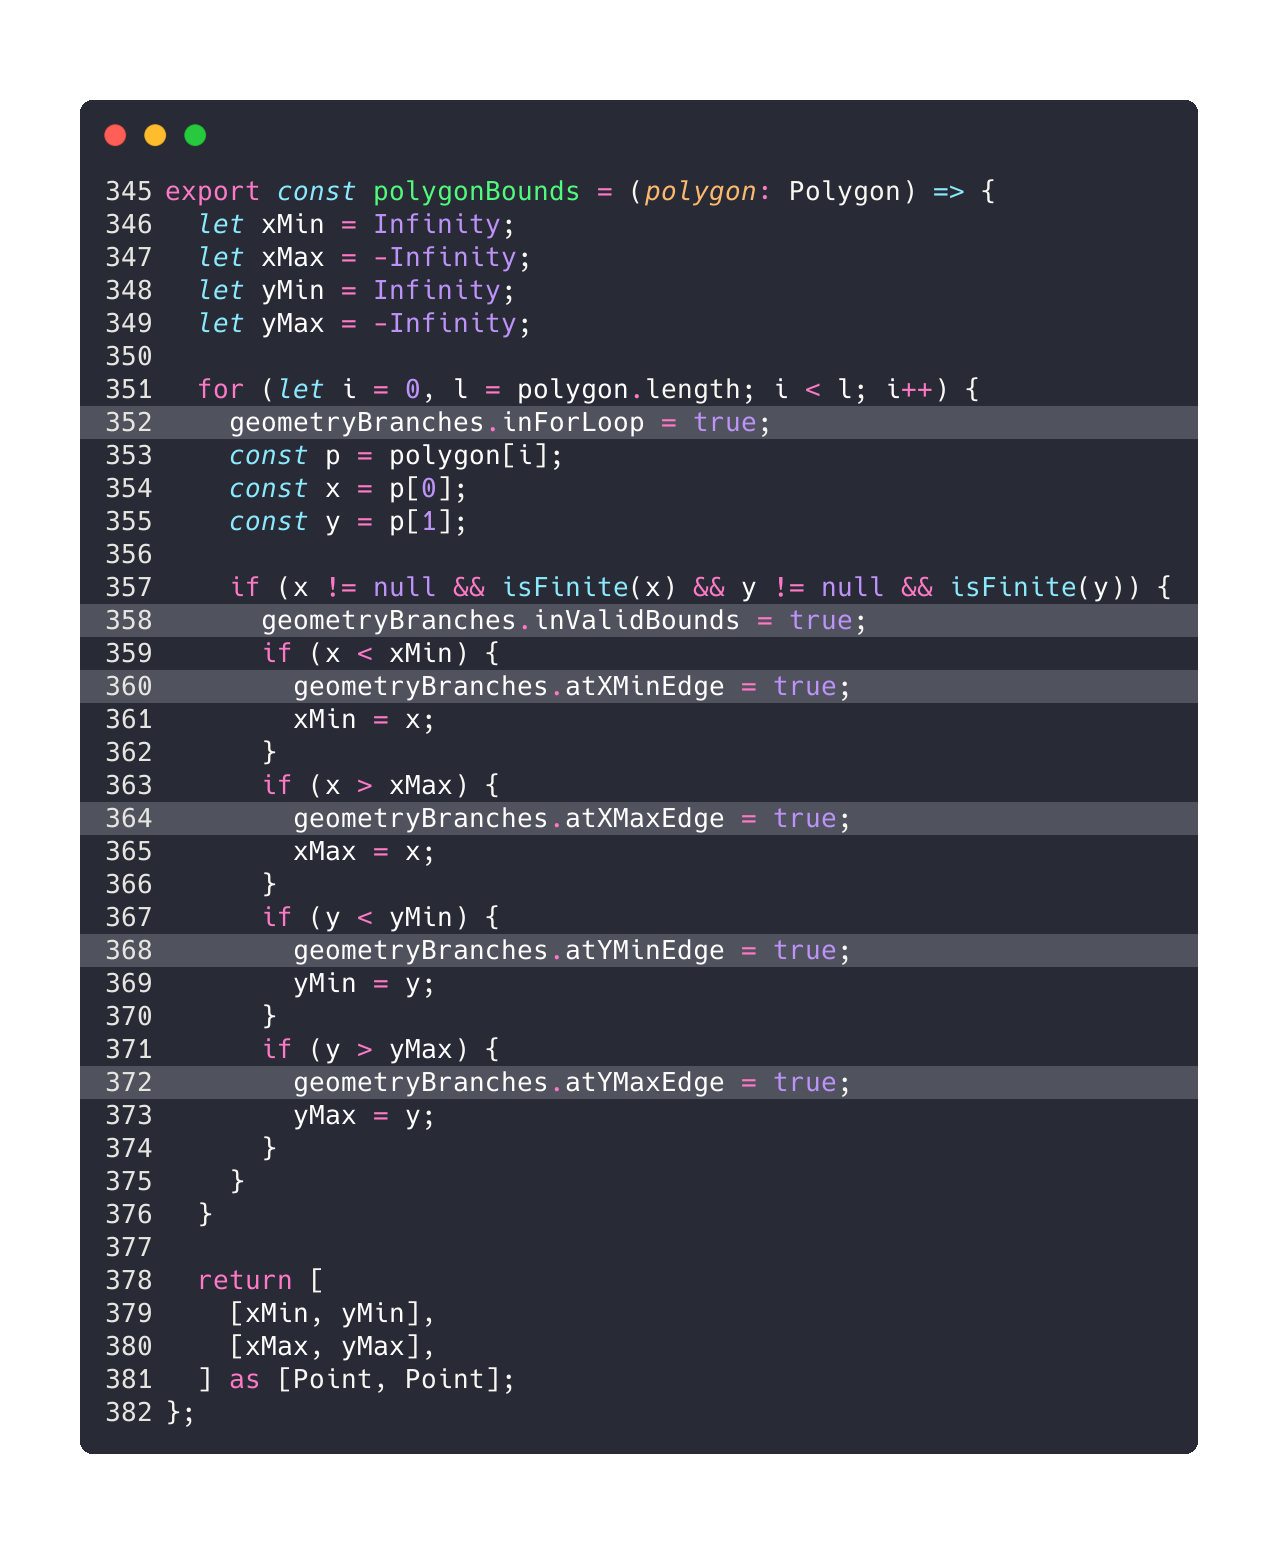 345 export const polygonBounds = (polygon: Polygon) => {
346   let xMin = Infinity;
347   let xMax = -Infinity;
348   let yMin = Infinity;
349   let yMax = -Infinity;
350
351   for (let i = 0, l = polygon.length; i < l; i++) {
352     geometryBranches.inForLoop = true;
353     const p = polygon[i];
354     const x = p[0];
355     const y = p[1];
356
357     if (x != null && isFinite(x) && y != null && isFinite(y)) {
358       geometryBranches.inValidBounds = true;
359       if (x < xMin) {
360         geometryBranches.atXMinEdge = true;
361         xMin = x;
362       }
363       if (x > xMax) {
364         geometryBranches.atXMaxEdge = true;
365         xMax = x;
366       }
367       if (y < yMin) {
368         geometryBranches.atYMinEdge = true;
369         yMin = y;
370       }
371       if (y > yMax) {
372         geometryBranches.atYMaxEdge = true;
373         yMax = y;
374       }
375     }
376   }
377
378   return [
379     [xMin, yMin],
380     [xMax, yMax],
381   ] as [Point, Point];
382 };